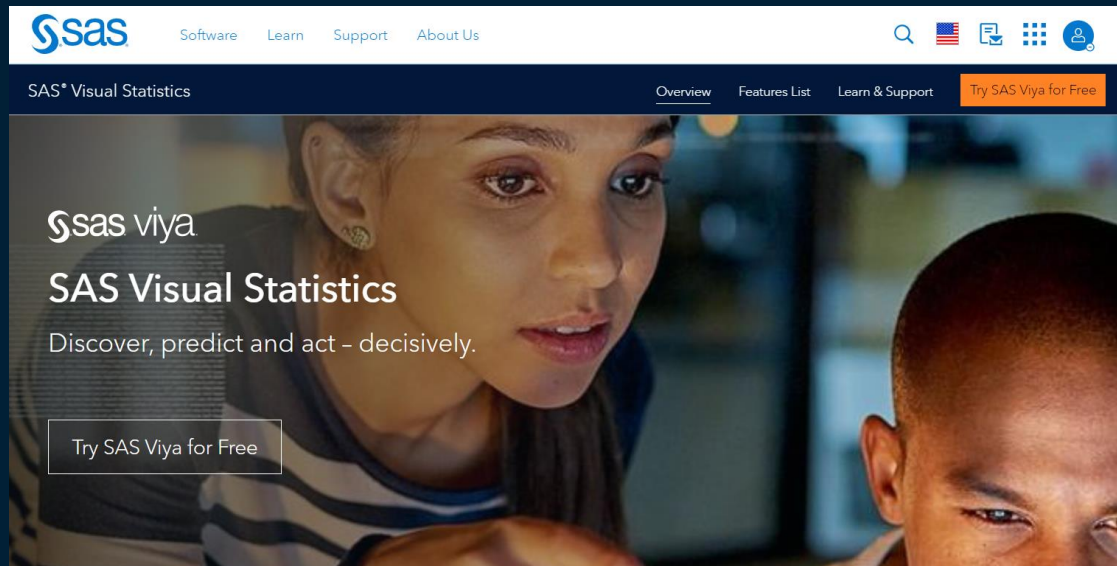 sas
Software Learn Support About Us
SAS® Visual Statistics
Overview Features List Learn & Support Try SAS Viya for Free
sas viya
SAS Visual Statistics
Discover, predict and act – decisively.
Try SAS Viya for Free